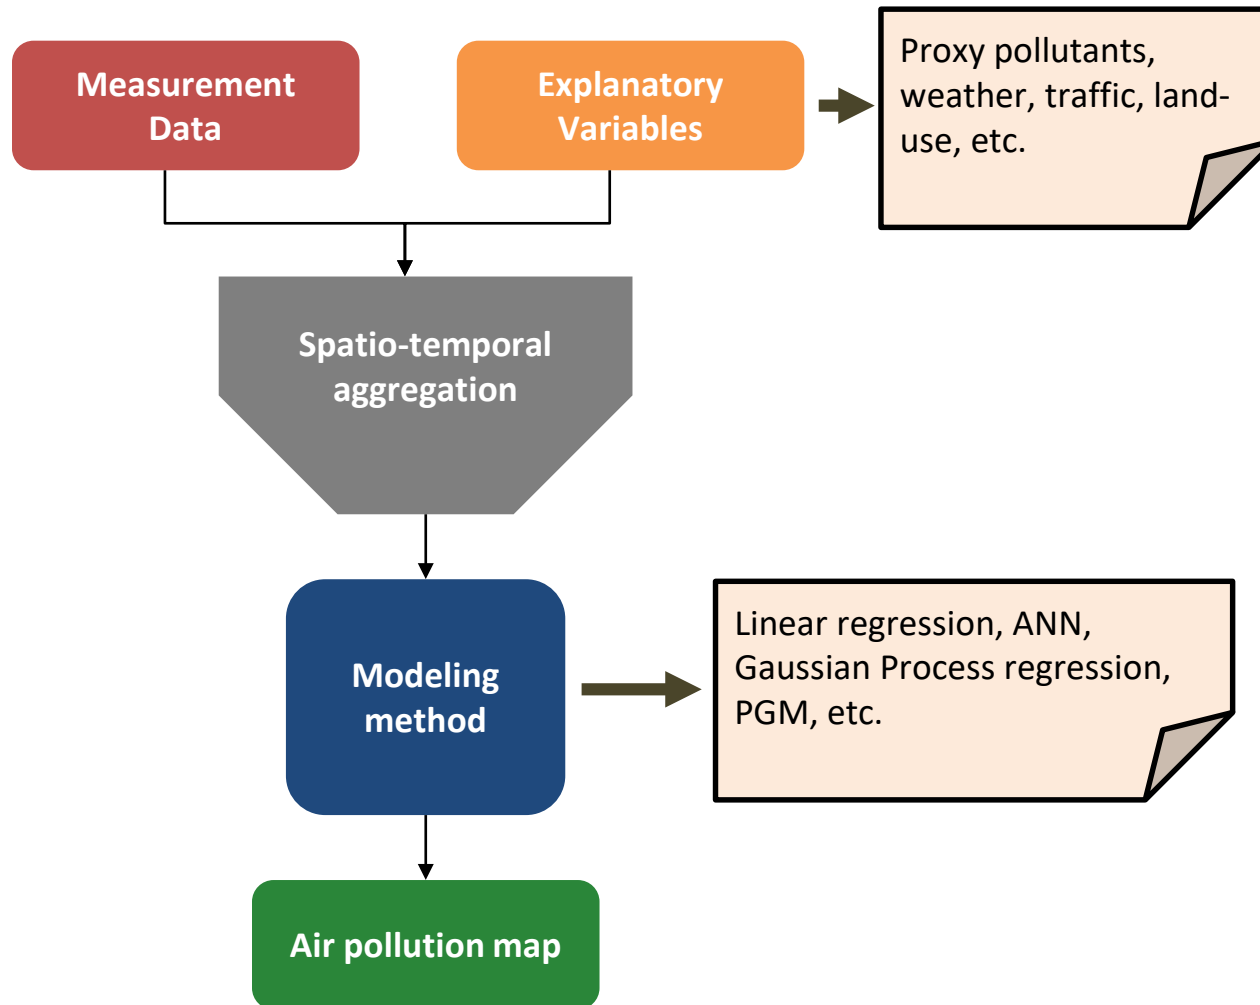 Measurement
Data
Explanatory
Variables
Proxy pollutants,
weather, traffic, land-
use, etc.
Spatio-temporal
aggregation
Modeling
method
Linear regression, ANN,
Gaussian Process regression,
PGM, etc.
Air pollution map